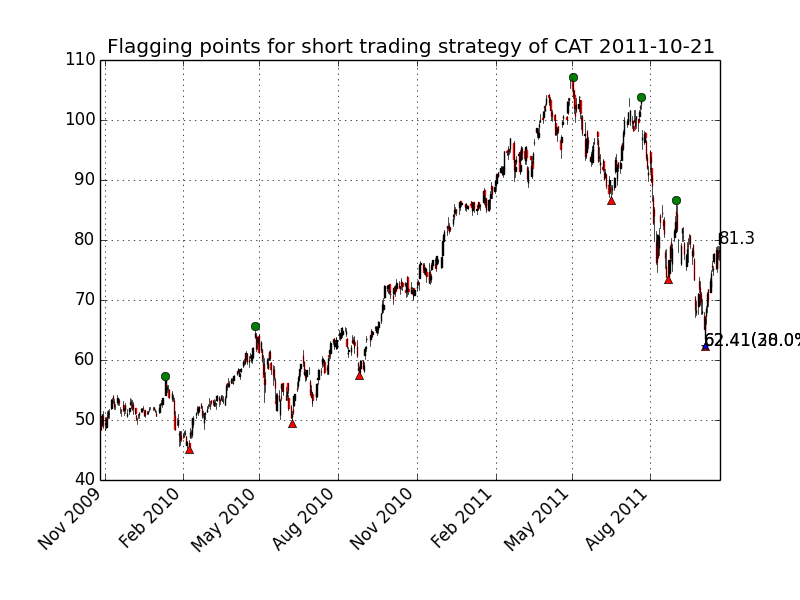 Flagging points for short trading strategy of CAT 2011-10-21
110
100
90
80
70
60
50
40
81.3
Nov 2009
Feb 2010
May 2010
Aug 2010
Nov 2010
Feb 2011
May 2011
Aug 2011